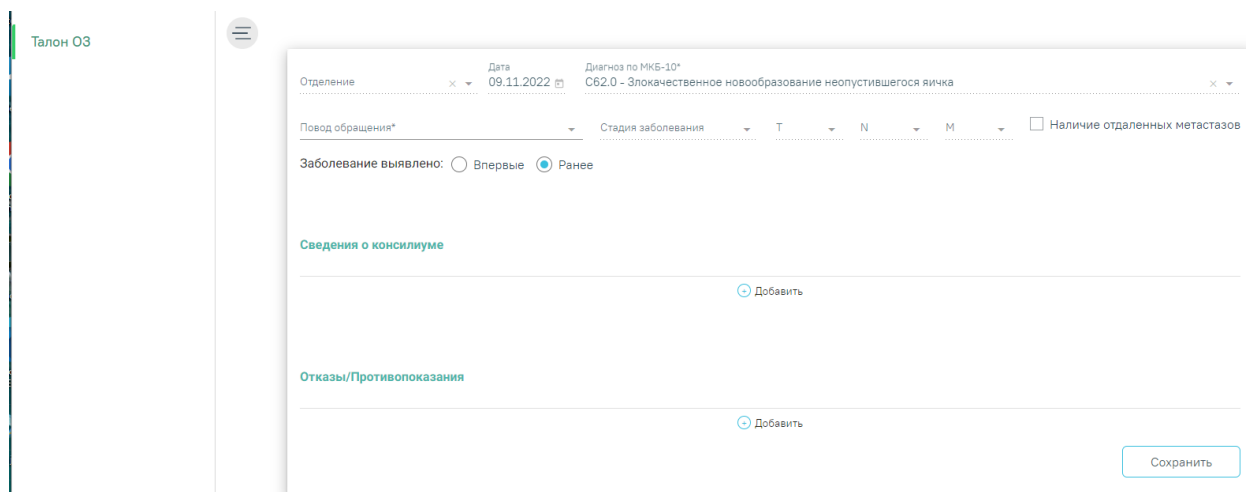 Талон ОЗ
Отделение
Дата
09.11.2022
Диагноз по МКБ-10*
C62.0 - Злокачественное новообразование неопустившегося яичка
Повод обращения*
Стадия заболевания
T
N
M
Наличие отдаленных метастазов
Заболевание выявлено: Впервые Ранее
Сведения о консилиуме
Добавить
Отказы/Противопоказания
Добавить
Сохранить